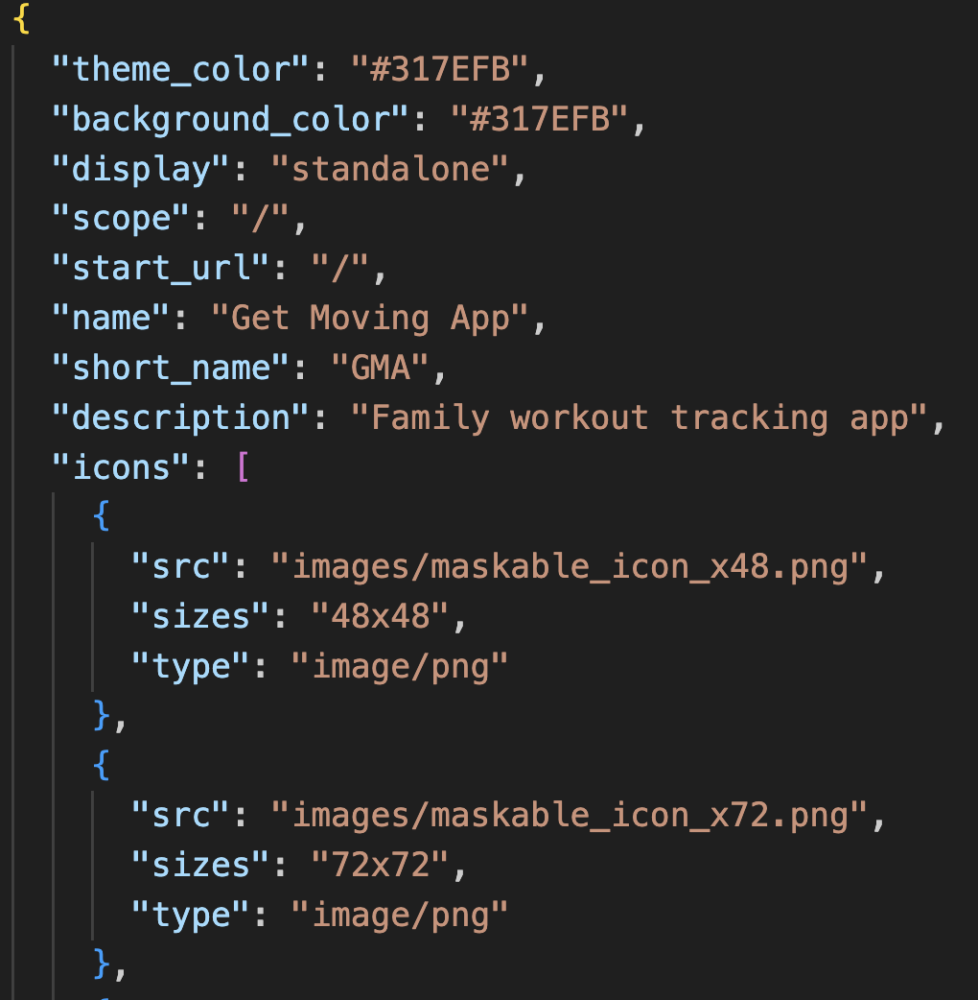 {
  "theme_color": "#317EFB",
  "background_color": "#317EFB",
  "display": "standalone",
  "scope": "/",
  "start_url": "/",
  "name": "Get Moving App",
  "short_name": "GMA",
  "description": "Family workout tracking app",
  "icons": [
    {
      "src": "images/maskable_icon_x48.png",
      "sizes": "48x48",
      "type": "image/png"
    },
    {
      "src": "images/maskable_icon_x72.png",
      "sizes": "72x72",
      "type": "image/png"
    },